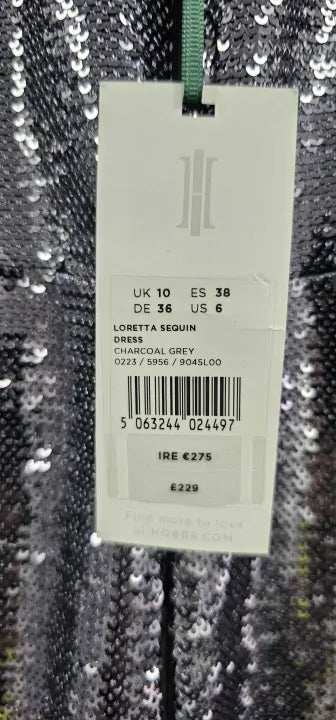 UK 10 ES 38
DE 36 US 6
LORETTA SEQUIN
DRESS
CHARCOAL GREY
0223 / 5956 / 9045L00
5 063244 024497
IRE €275
£229
Find more to love
at HOBBS.COM